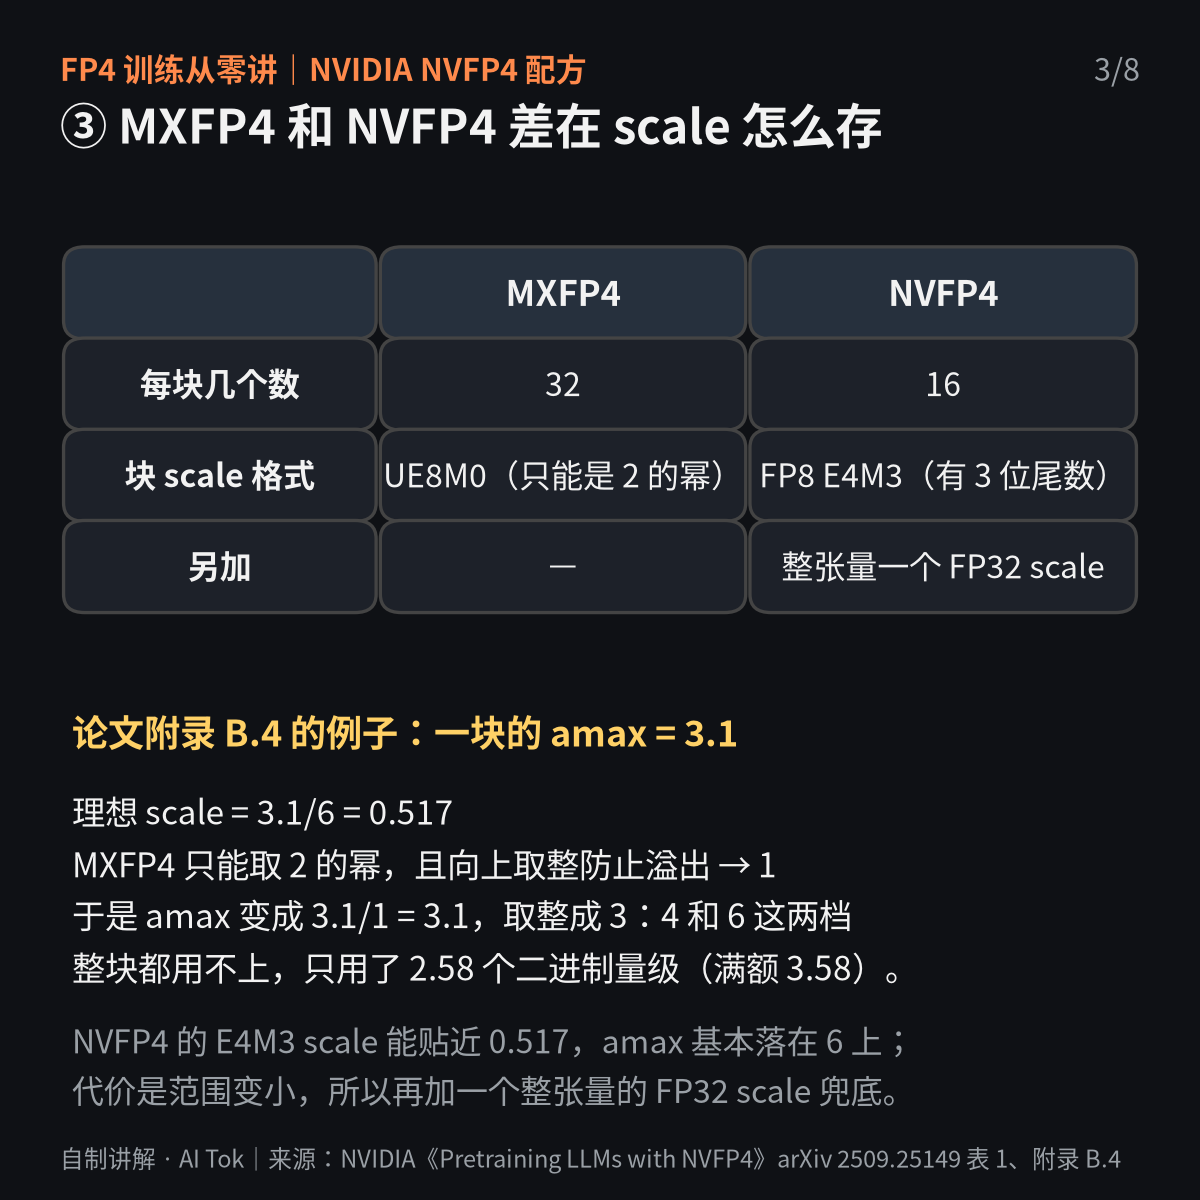 FP4 训练从零讲｜NVIDIA NVFP4 配方
3/8
③ MXFP4 和 NVFP4 差在 scale 怎么存
MXFP4 NVFP4
每块几个数 32 16
块 scale 格式 UE8M0（只能是 2 的幂） FP8 E4M3（有 3 位尾数）
另加 — 整张量一个 FP32 scale
论文附录 B.4 的例子：一块的 amax = 3.1
理想 scale = 3.1/6 = 0.517
MXFP4 只能取 2 的幂，且向上取整防止溢出 → 1
于是 amax 变成 3.1/1 = 3.1，取整成 3：4 和 6 这两档
整块都用不上，只用了 2.58 个二进制量级（满额 3.58）。
NVFP4 的 E4M3 scale 能贴近 0.517，amax 基本落在 6 上；
代价是范围变小，所以再加一个整张量的 FP32 scale 兜底。
自制讲解 · AI Tok｜来源：NVIDIA《Pretraining LLMs with NVFP4》arXiv 2509.25149 表 1、附录 B.4